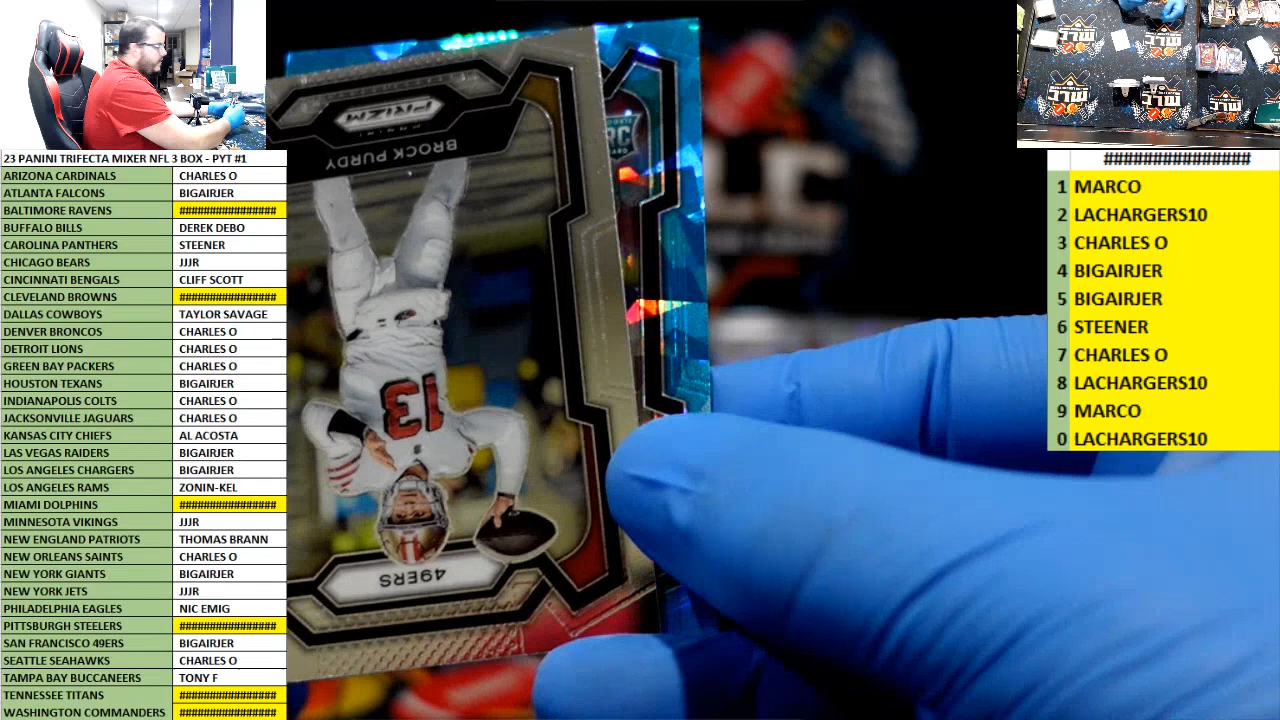 23 PANINI TRIFECTA MIXER NFL 3 BOX - PYT #1
ARIZONA CARDINALS CHARLES O
ATLANTA FALCONS BIGAIRJER
BALTIMORE RAVENS ################
BUFFALO BILLS DEREK DEBO
CAROLINA PANTHERS STEENER
CHICAGO BEARS JJJR
CINCINNATI BENGALS CLIFF SCOTT
CLEVELAND BROWNS ################
DALLAS COWBOYS TAYLOR SAVAGE
DENVER BRONCOS CHARLES O
DETROIT LIONS CHARLES O
GREEN BAY PACKERS CHARLES O
HOUSTON TEXANS BIGAIRJER
INDIANAPOLIS COLTS CHARLES O
JACKSONVILLE JAGUARS CHARLES O
KANSAS CITY CHIEFS AL ACOSTA
LAS VEGAS RAIDERS BIGAIRJER
LOS ANGELES CHARGERS BIGAIRJER
LOS ANGELES RAMS ZONIN-KEL
MIAMI DOLPHINS ################
MINNESOTA VIKINGS JJJR
NEW ENGLAND PATRIOTS THOMAS BRANN
NEW ORLEANS SAINTS CHARLES O
NEW YORK GIANTS BIGAIRJER
NEW YORK JETS JJJR
PHILADELPHIA EAGLES NIC EMIG
PITTSBURGH STEELERS ################
SAN FRANCISCO 49ERS BIGAIRJER
SEATTLE SEAHAWKS CHARLES O
TAMPA BAY BUCCANEERS TONY F
TENNESSEE TITANS ################
WASHINGTON COMMANDERS ################
PANINI
PRIZM
BROCK PURDY
13
49ERS
RC
###############
1 MARCO
2 LACHARGERS10
3 CHARLES O
4 BIGAIRJER
5 BIGAIRJER
6 STEENER
7 CHARLES O
8 LACHARGERS10
9 MARCO
0 LACHARGERS10